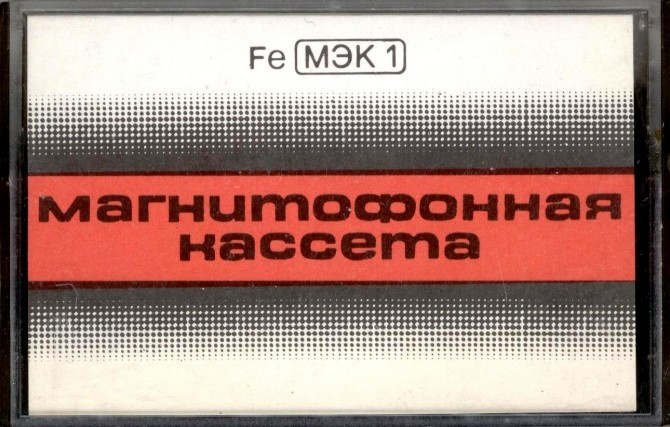 Fe МЭК 1
магнитофонная
кассета